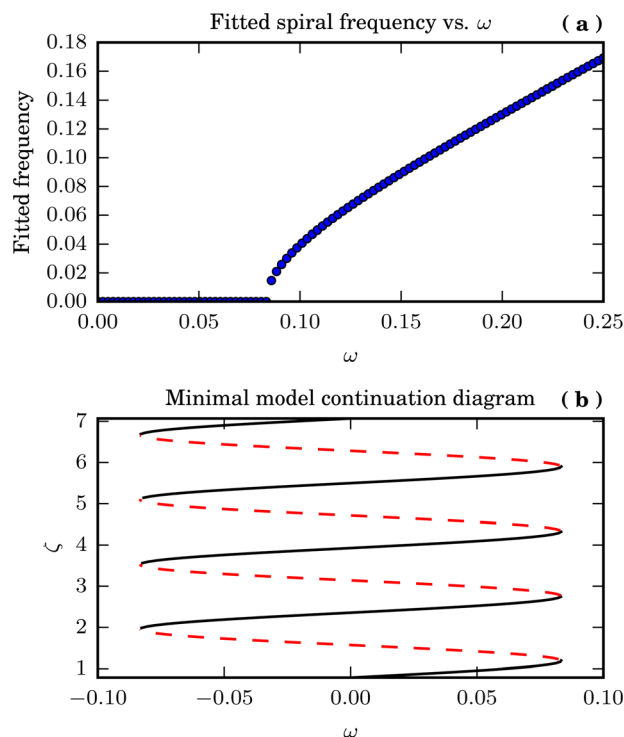 Fitted spiral frequency vs. ω
( a )
0.18
0.16
0.14
0.12
0.10
0.08
0.06
0.04
0.02
0.00
Fitted frequency
0.00 0.05 0.10 0.15 0.20 0.25
ω
Minimal model continuation diagram
( b )
7
6
5
4
3
2
1
ζ
−0.10 −0.05 0.00 0.05 0.10
ω